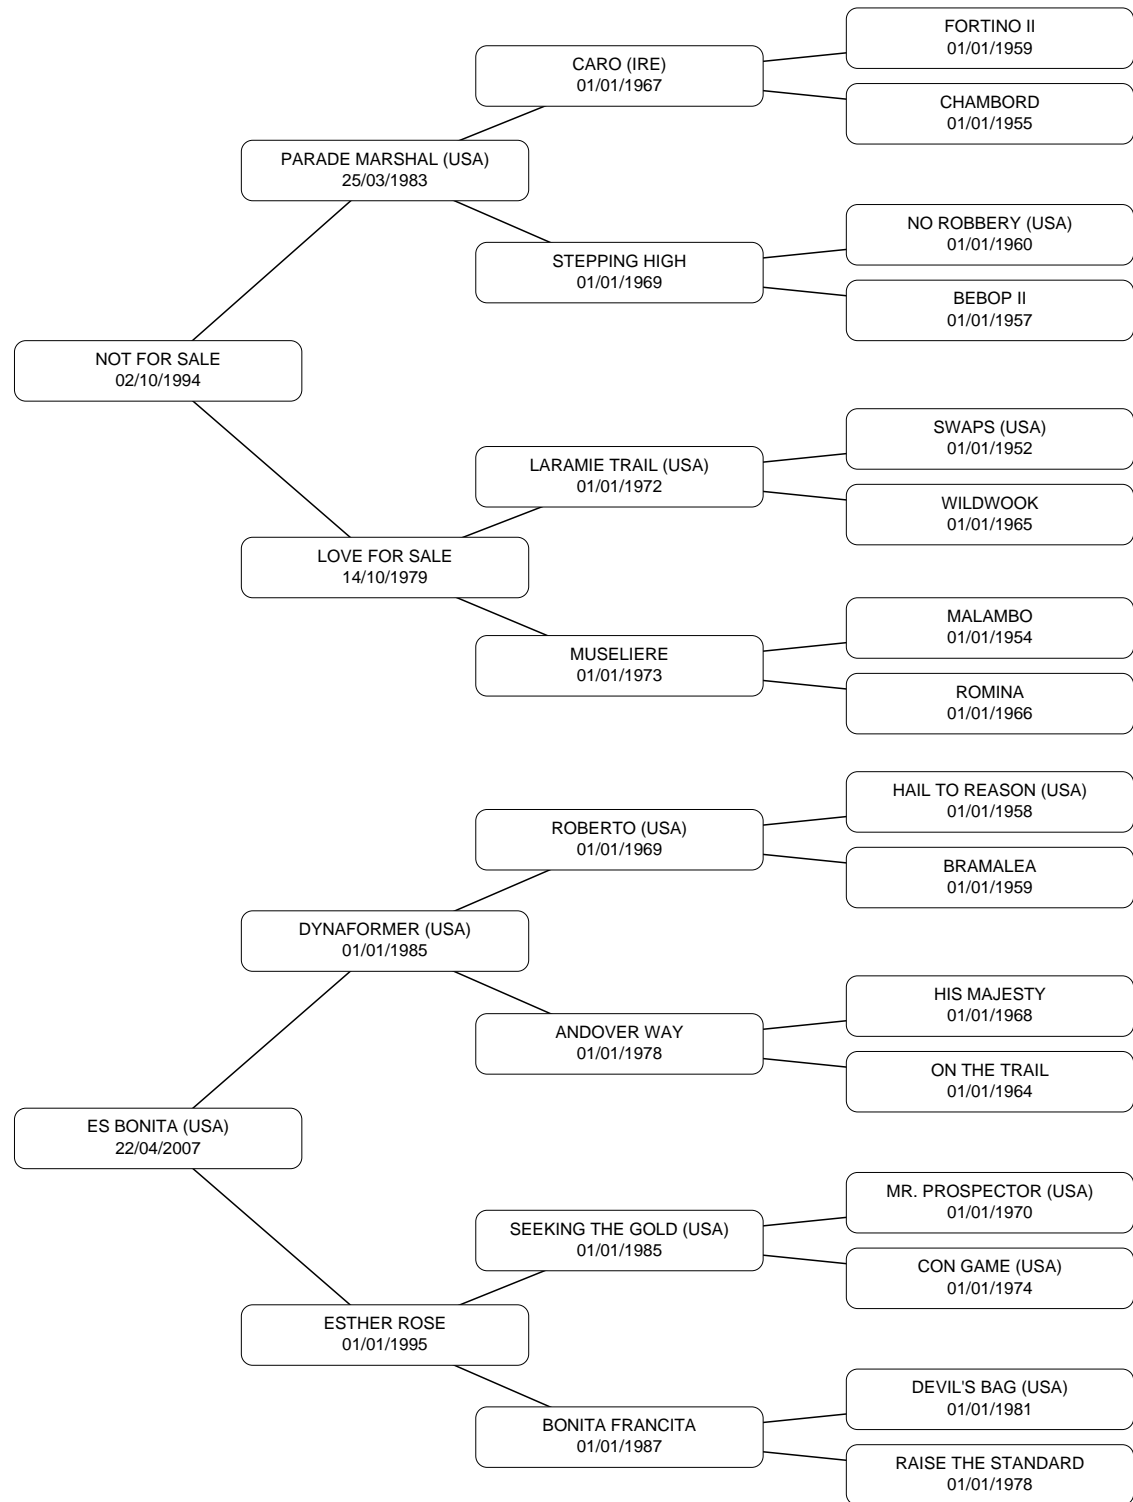 FORTINO II
01/01/1959
CARO (IRE)
01/01/1967
CHAMBORD
01/01/1955
PARADE MARSHAL (USA)
25/03/1983
NO ROBBERY (USA)
01/01/1960
STEPPING HIGH
01/01/1969
BEBOP II
01/01/1957
NOT FOR SALE
02/10/1994
SWAPS (USA)
01/01/1952
LARAMIE TRAIL (USA)
01/01/1972
WILDWOOK
01/01/1965
LOVE FOR SALE
14/10/1979
MALAMBO
01/01/1954
MUSELIERE
01/01/1973
ROMINA
01/01/1966
HAIL TO REASON (USA)
01/01/1958
ROBERTO (USA)
01/01/1969
BRAMALEA
01/01/1959
DYNAFORMER (USA)
01/01/1985
HIS MAJESTY
01/01/1968
ANDOVER WAY
01/01/1978
ON THE TRAIL
01/01/1964
ES BONITA (USA)
22/04/2007
MR. PROSPECTOR (USA)
01/01/1970
SEEKING THE GOLD (USA)
01/01/1985
CON GAME (USA)
01/01/1974
ESTHER ROSE
01/01/1995
DEVIL'S BAG (USA)
01/01/1981
BONITA FRANCITA
01/01/1987
RAISE THE STANDARD
01/01/1978